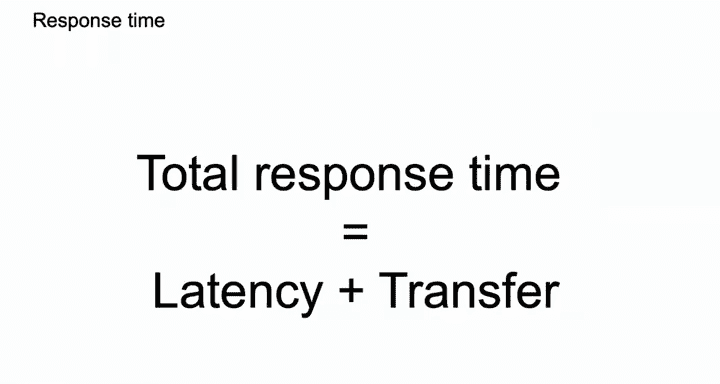 Response time
Total response time
=
Latency + Transfer